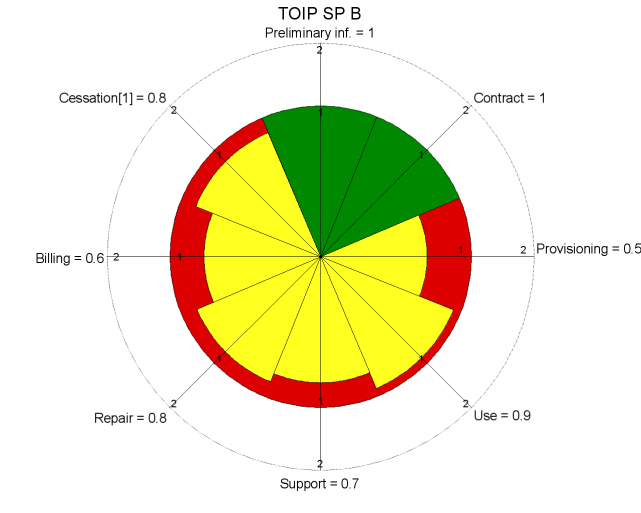 TOIP SP B
Preliminary inf. = 1
2
Cessation[1] = 0.8
2
2
Contract = 1
1
1
1
Billing = 0.6
2
1
1
2
Provisioning = 0.5
1
1
1
Repair = 0.8
2
2
Use = 0.9
2
Support = 0.7